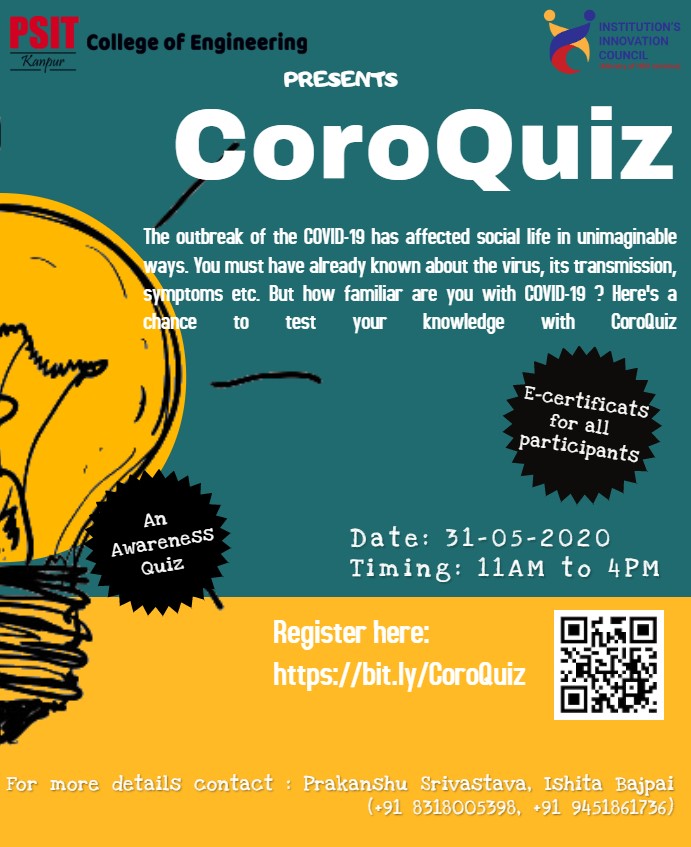 PSIT College of Engineering
Kanpur
INSTITUTION'S
INNOVATION
COUNCIL
PRESENTS
CoroQuiz
The outbreak of the COVID-19 has affected social life in unimaginable
ways. You must have already known about the virus, its transmission,
symptoms etc. But how familiar are you with COVID-19 ? Here's a
chance to test your knowledge with CoroQuiz
E-certificats
for all
participants
An
Awareness
Quiz
Date: 31-05-2020
Timing: 11AM to 4PM
Register here:
https://bit.ly/CoroQuiz
For more details contact : Prakanshu Srivastava, Ishita Bajpai
(+91 8318005398, +91 9451861736)